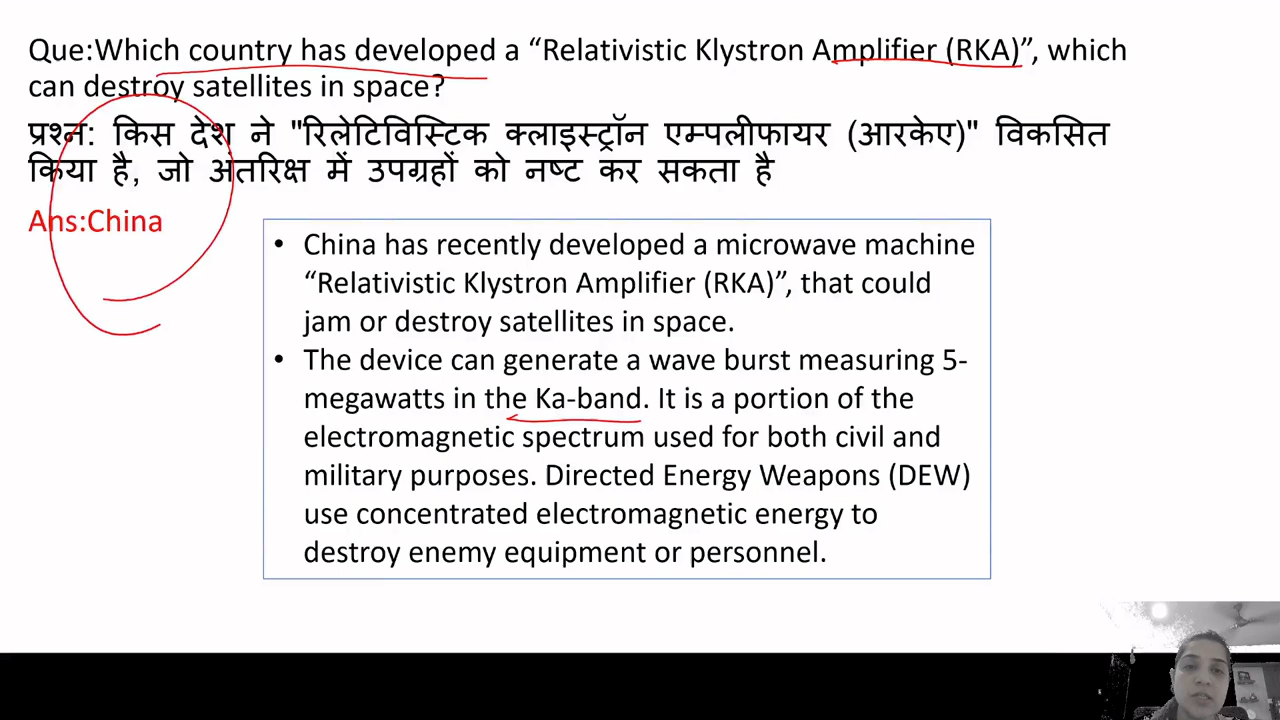 Que:Which country has developed a “Relativistic Klystron Amplifier (RKA)”, which
can destroy satellites in space?
प्रश्न: किस देश ने "रिलेटिविस्टिक क्लाइस्ट्रॉन एम्पलीफायर (आरकेए)" विकसित
किया है, जो अंतरिक्ष में उपग्रहों को नष्ट कर सकता है
Ans:China
• China has recently developed a microwave machine
“Relativistic Klystron Amplifier (RKA)”, that could
jam or destroy satellites in space.
• The device can generate a wave burst measuring 5-
megawatts in the Ka-band. It is a portion of the
electromagnetic spectrum used for both civil and
military purposes. Directed Energy Weapons (DEW)
use concentrated electromagnetic energy to
destroy enemy equipment or personnel.